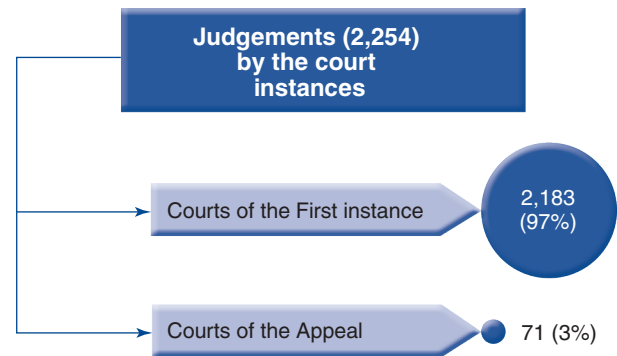 Judgements (2,254)
by the court
instances
Courts of the First instance
2,183
(97%)
Courts of the Appeal
71 (3%)